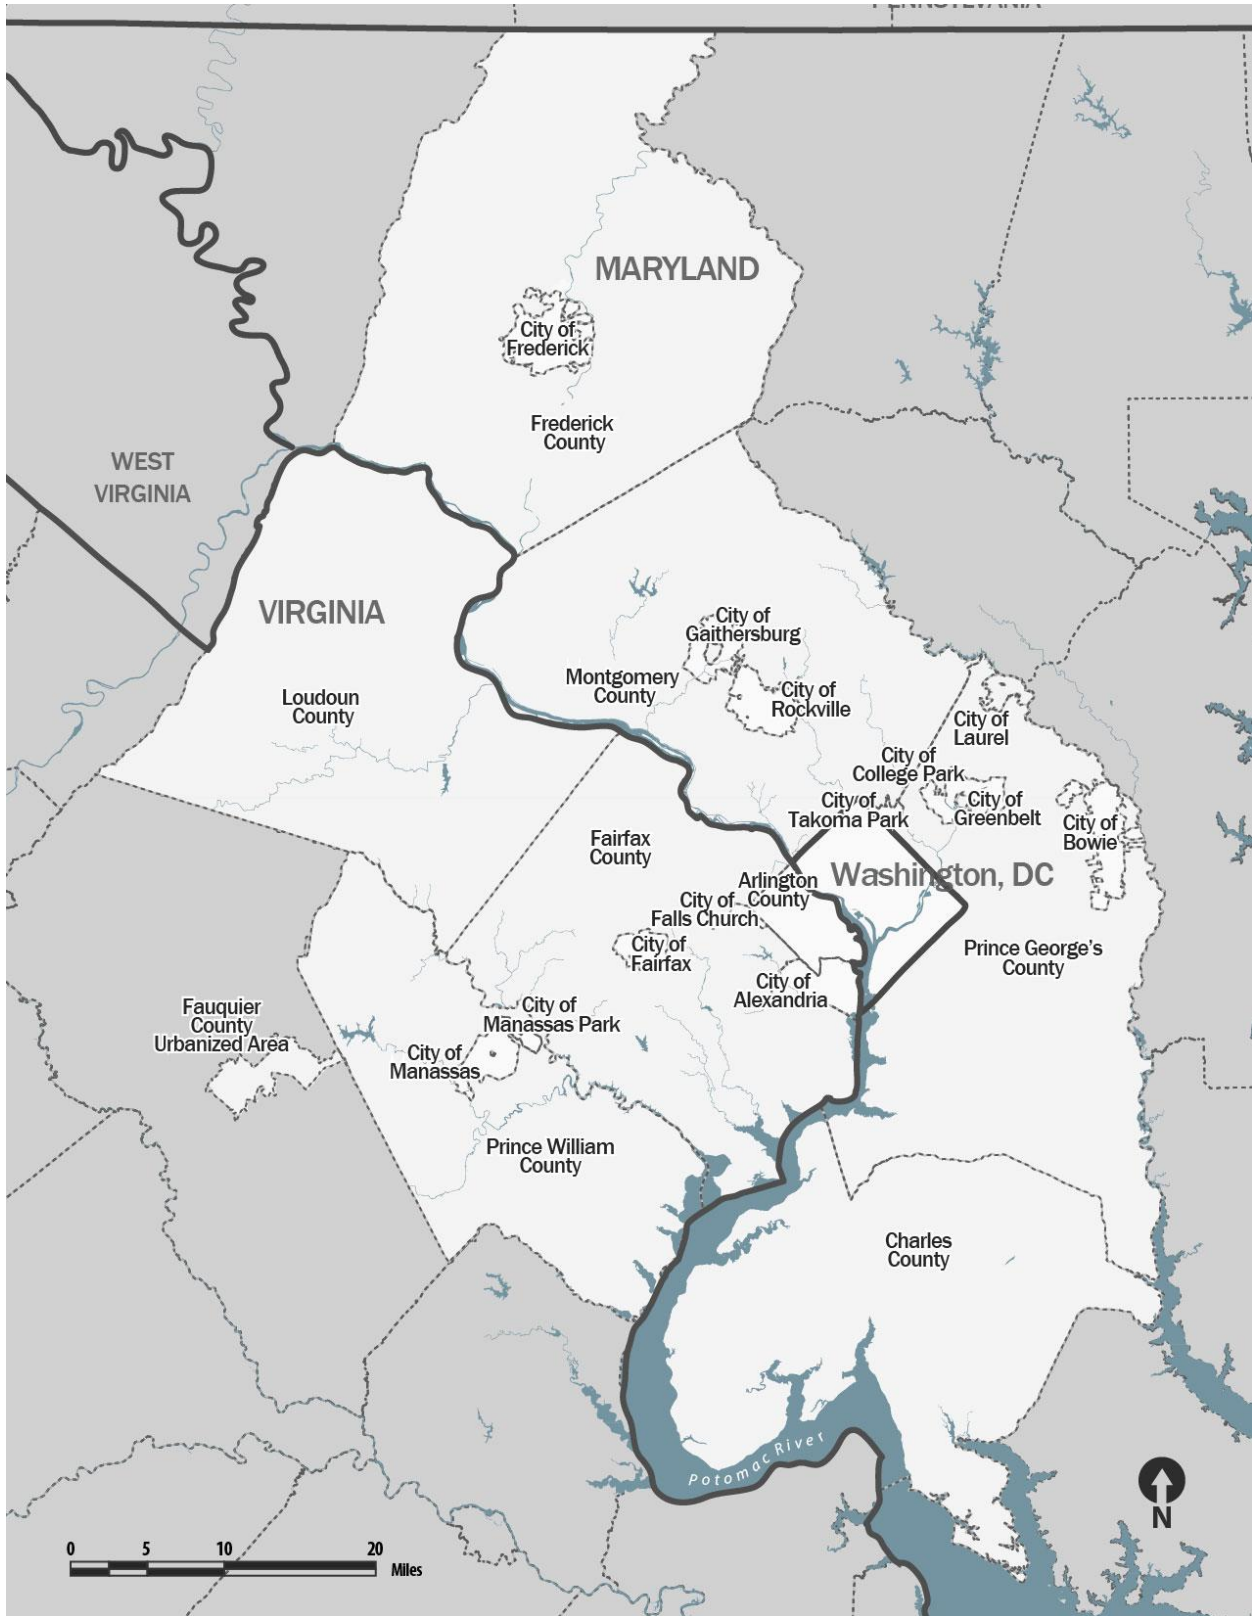 PENNSYLVANIA
MARYLAND
City of
Frederick
Frederick
County
WEST
VIRGINIA
VIRGINIA
Loudoun
County
Montgomery
County
City of
Gaithersburg
City of
Rockville
City of
Laurel
City of
College Park
City of
Takoma Park
City of
Greenbelt
City of
Bowie
Fairfax
County
Washington, DC
Arlington
County
City of
Falls Church
City of
Fairfax
City of
Alexandria
Prince George's
County
Fauquier
County
Urbanized Area
City of
Manassas Park
City of
Manassas
Prince William
County
Charles
County
Potomac River
N
0 5 10 20
Miles